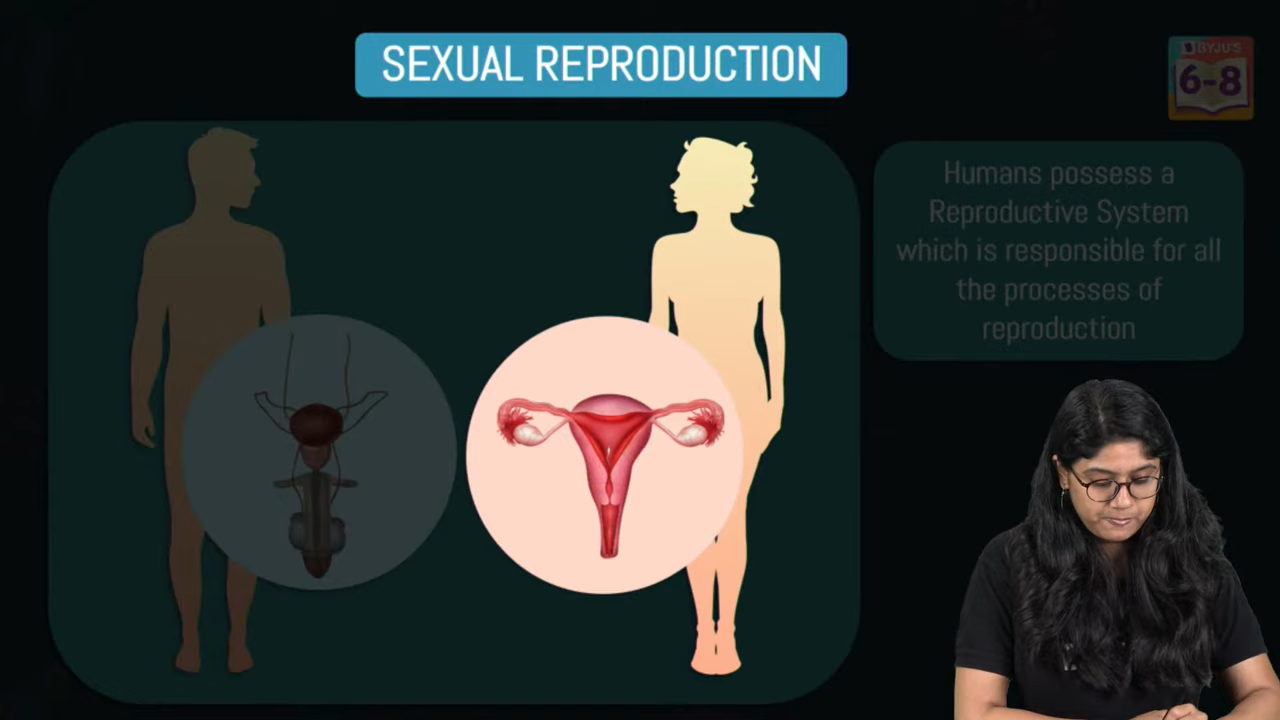 SEXUAL REPRODUCTION
BYJU'S
6-8
Humans possess a
Reproductive System
which is responsible for all
the processes of
reproduction